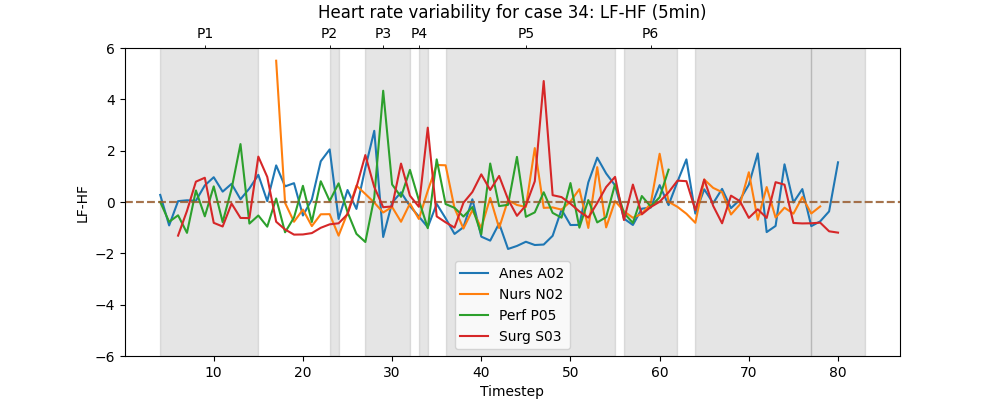 Heart rate variability for case 34: LF-HF (5min)
P1 P2 P3 P4 P5 P6
6
4
2
0
−2
−4
−6
LF-HF
Anes A02
Nurs N02
Perf P05
Surg S03
10 20 30 40 50 60 70 80
Timestep